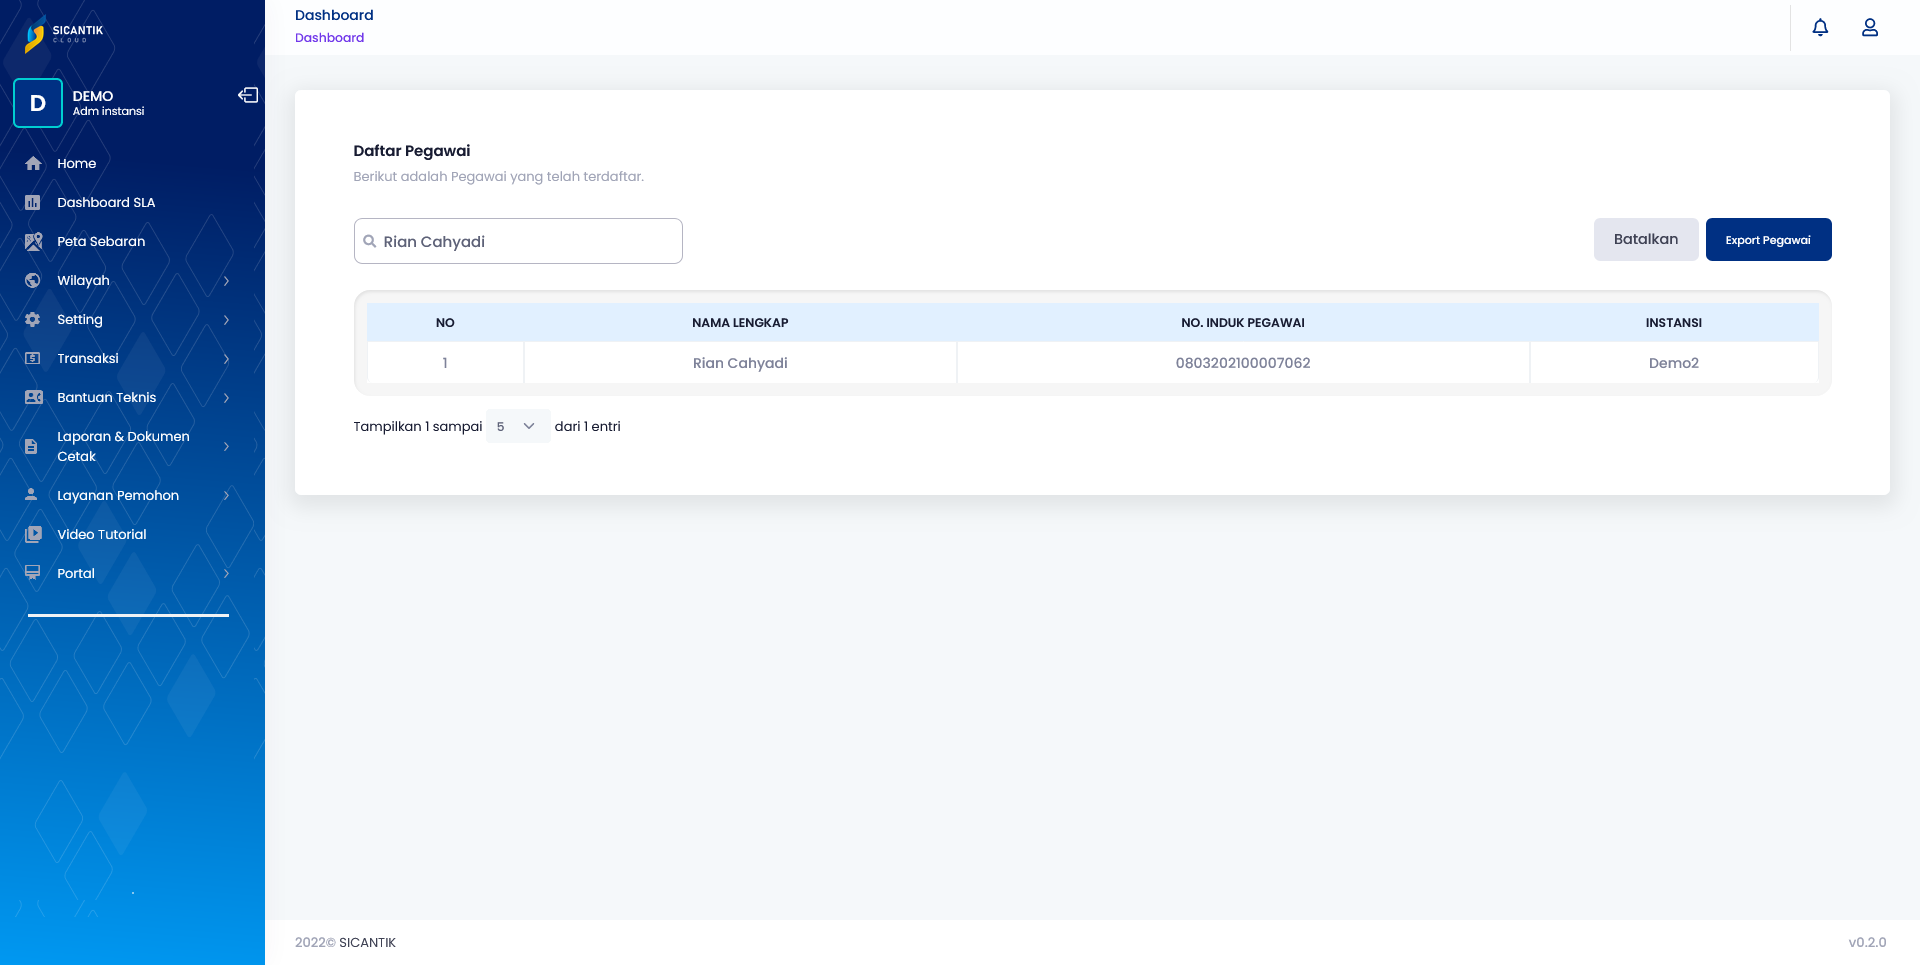 SICANTIK
CLOUD
D
DEMO
Adm instansi
Home
Dashboard SLA
Peta Sebaran
Wilayah
Setting
Transaksi
Bantuan Teknis
Laporan & Dokumen
Cetak
Layanan Pemohon
Video Tutorial
Portal
Dashboard
Dashboard
Daftar Pegawai
Berikut adalah Pegawai yang telah terdaftar.
Rian Cahyadi
Batalkan
Export Pegawai
NO NAMA LENGKAP NO. INDUK PEGAWAI INSTANSI
1 Rian Cahyadi 0803202100007062 Demo2
Tampilkan 1 sampai 5 dari 1 entri
2022© SICANTIK
v0.2.0